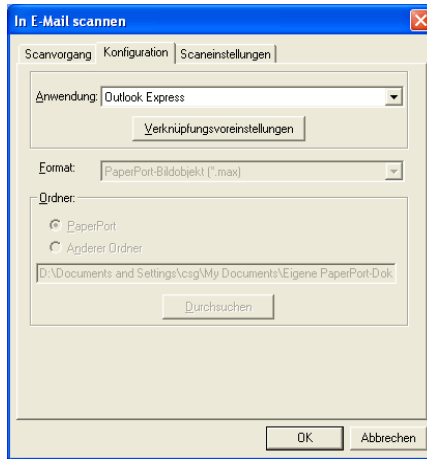 In E-Mail scannen
Scanvorgang Konfiguration Scaneinstellungen
Anwendung: Outlook Express
Verknüpfungsvoreinstellungen
Format: PaperPort-Bildobjekt (*.max)
Ordner:
PaperPort
Anderer Ordner
D:\Documents and Settings\csg\My Documents\Eigene PaperPort-Dok
Durchsuchen
OK Abbrechen